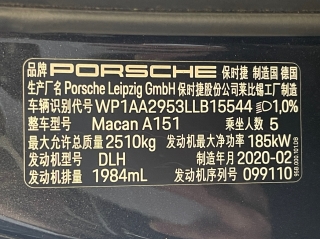 品牌 PORSCHE 保时捷 制造国 德国
生产厂名 Porsche Leipzig GmbH 保时捷股份公司莱比锡工厂制造
车辆识别代号 WP1AA2953LLB15544 1,0%
整车型号 Macan A151 乘坐人数 5
最大允许总质量 2510kg 发动机最大净功率 185kW
发动机型号 DLH 制造年月 2020-02
发动机排量 1984mL 发动机序列号 099110